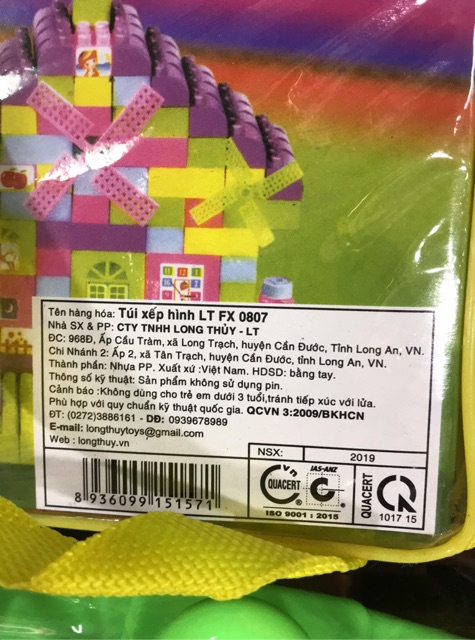 Tên hàng hóa: Túi xếp hình LT FX 0807
Nhà SX & PP: CTY TNHH LONG THỦY - LT
ĐC: 968Đ, Ấp Cầu Tràm, xã Long Trạch, huyện Cần Đước, Tỉnh Long An, VN.
Chi Nhánh 2: Ấp 2, xã Tân Trạch, huyện Cần Đước, tỉnh Long An, VN.
Thành phần: Nhựa PP. Xuất xứ :Việt Nam. HDSD: bằng tay.
Thông số kỹ thuật: Sản phẩm không sử dụng pin.
Cảnh báo :Không dùng cho trẻ em dưới 3 tuổi,tránh tiếp xúc với lửa.
Phù hợp với quy chuẩn kỹ thuật quốc gia. QCVN 3:2009/BKHCN
ĐT: (0272)3886161 - DĐ: 0939678989
E-mail: longthuytoys@gmail.com
Web : longthuy.vn
NSX: 2019
8 936099 151571
vn
QUACERT
JAS-ANZ
ISO 9001 : 2015
QUACERT
1017 15